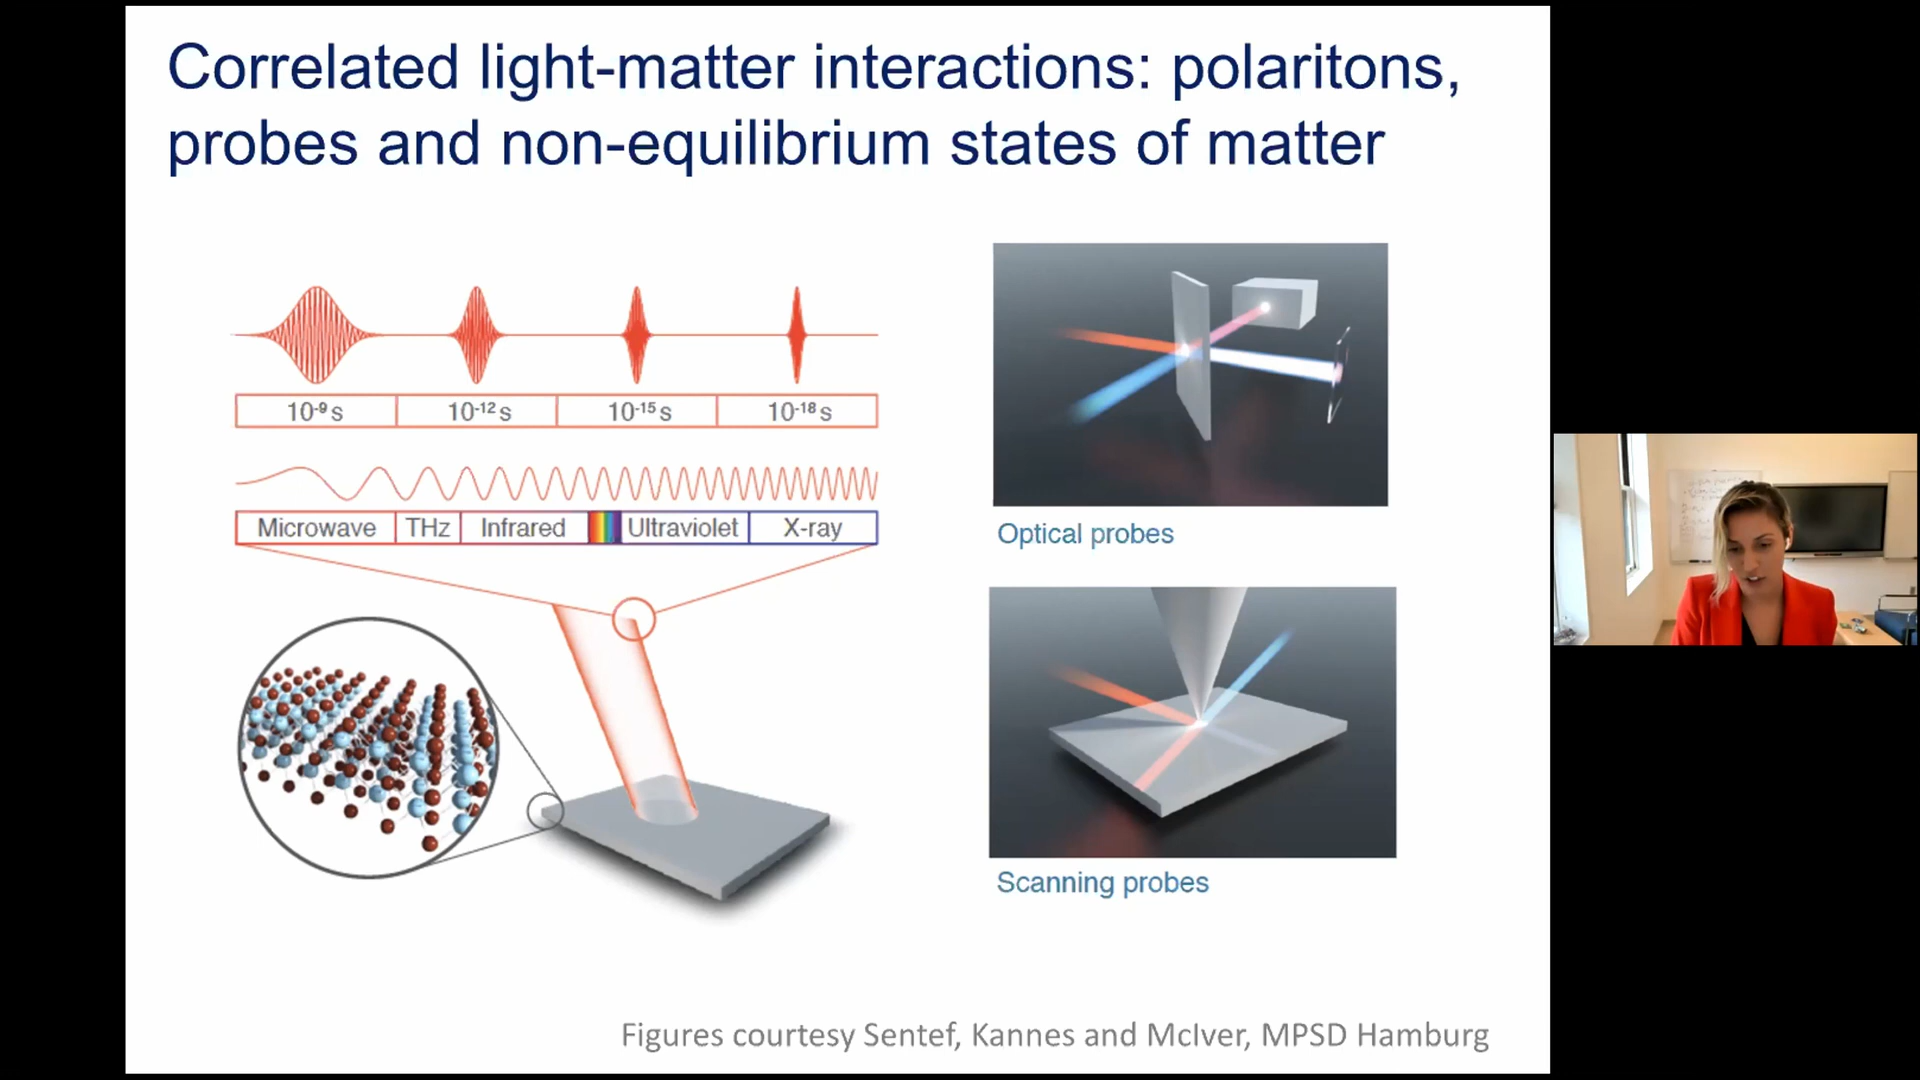 Correlated light-matter interactions: polaritons,
probes and non-equilibrium states of matter
10-9 s
10-12 s
10-15 s
10-18 s
Microwave
THz
Infrared
Ultraviolet
X-ray
Optical probes
Scanning probes
Figures courtesy Sentef, Kannes and McIver, MPSD Hamburg